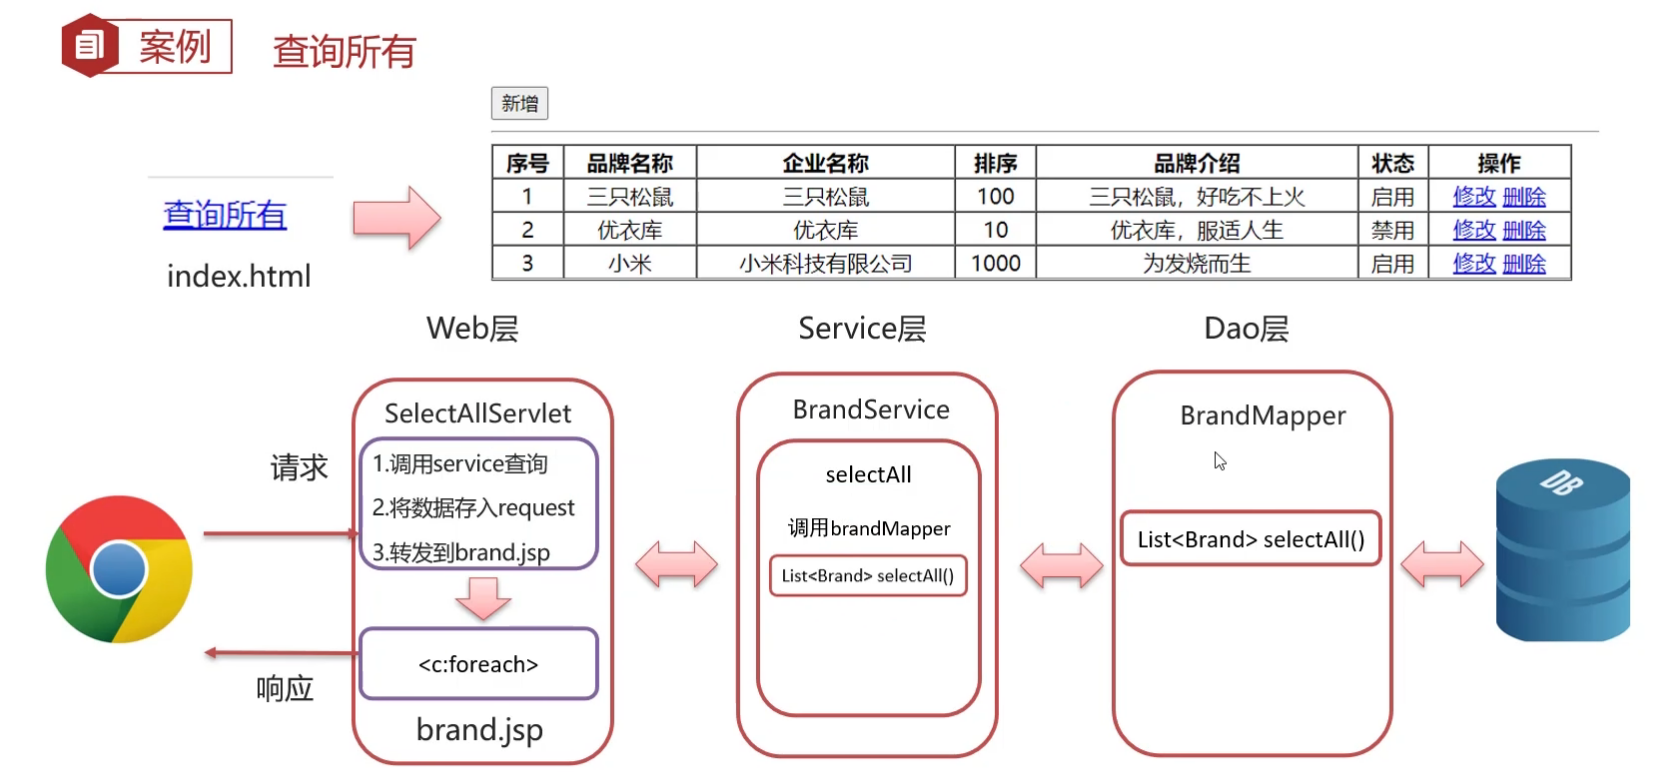 案例
查询所有
新增
序号 品牌名称 企业名称 排序 品牌介绍 状态 操作
1 三只松鼠 三只松鼠 100 三只松鼠，好吃不上火 启用 修改 删除
2 优衣库 优衣库 10 优衣库，服适人生 禁用 修改 删除
3 小米 小米科技有限公司 1000 为发烧而生 启用 修改 删除
查询所有
index.html
Web层
Service层
Dao层
请求
响应
SelectAllServlet
1.调用service查询
2.将数据存入request
3.转发到brand.jsp
<c:foreach>
brand.jsp
BrandService
selectAll
调用brandMapper
List<Brand> selectAll()
BrandMapper
List<Brand> selectAll()
DB